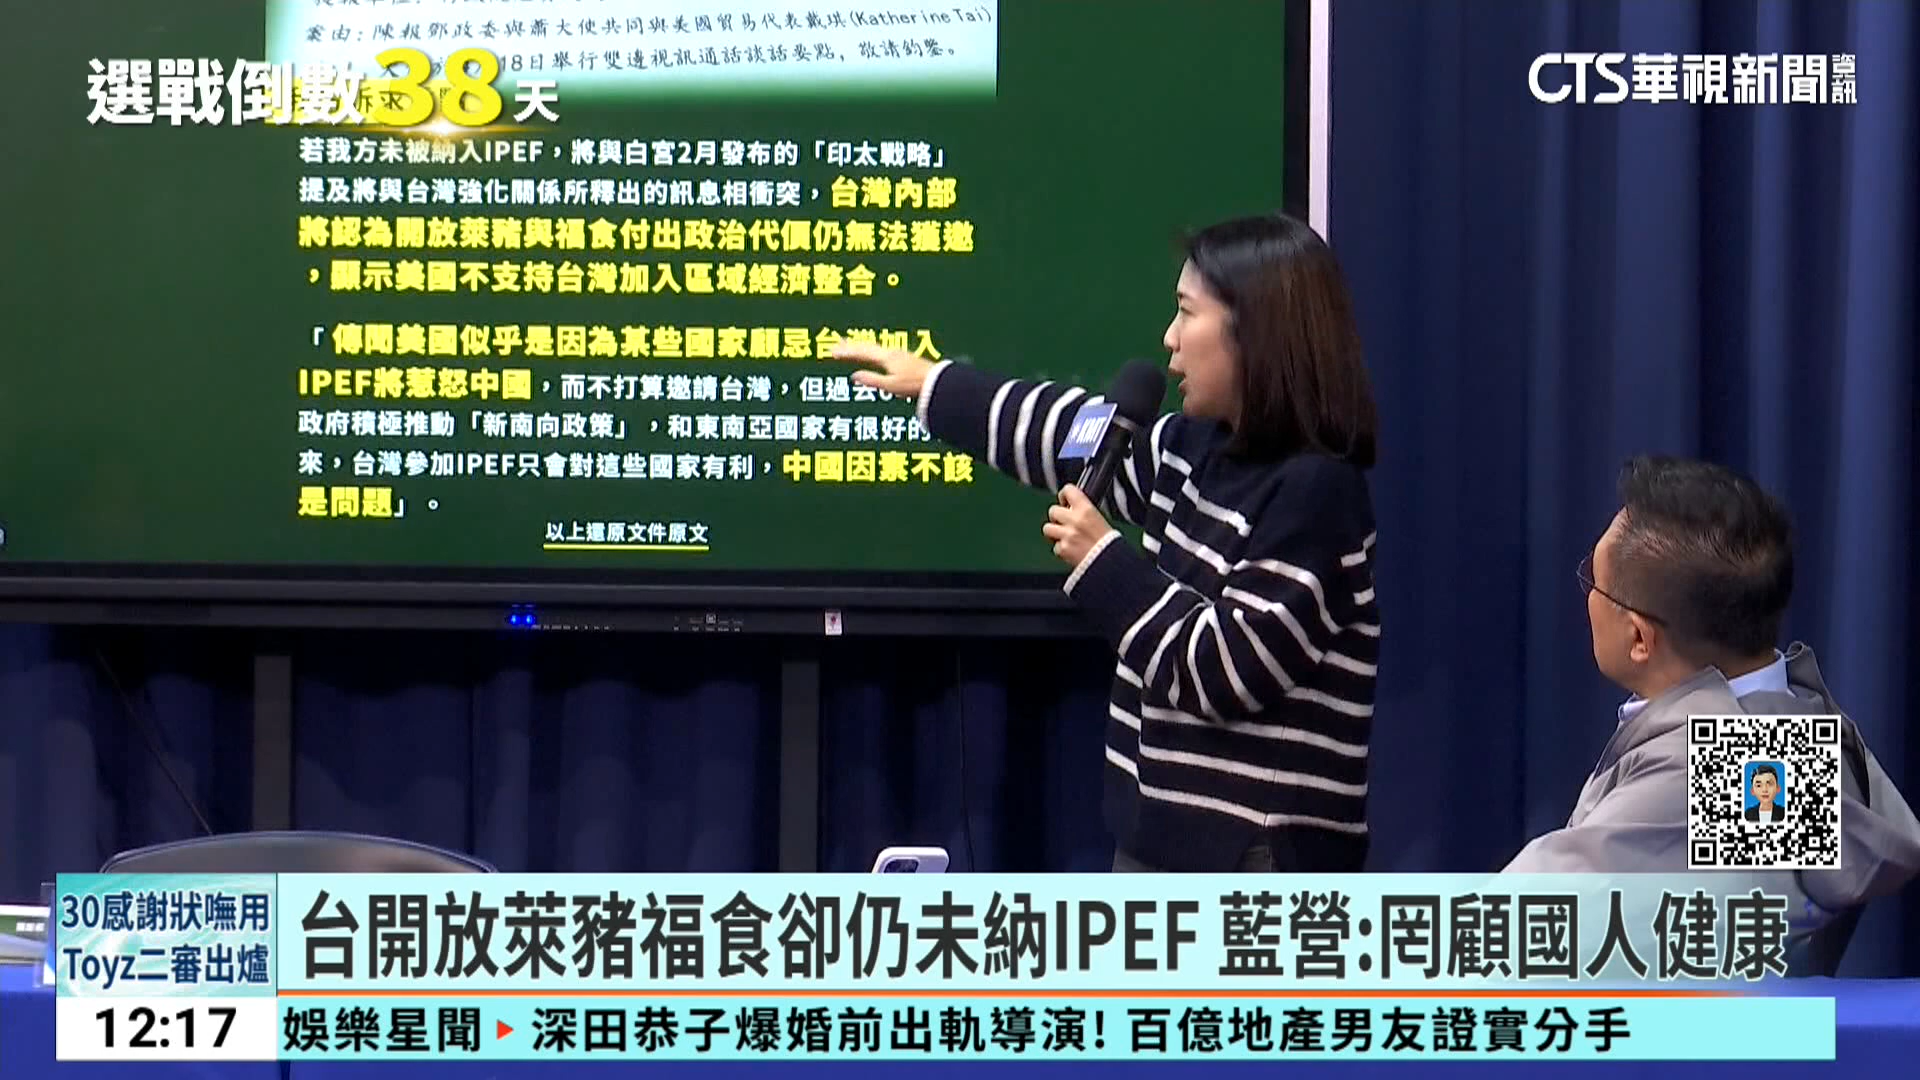 案由:陳報鄧政委與蕭大使共同與美國貿易代表戴琪(Katherine Tai)
18日舉行雙邊視訊通話談話要點,敬請鈞鑒。
選戰倒數38天
CTS華視新聞資訊
訴求
若我方未被納入IPEF,將與白宮2月發布的「印太戰略」
提及將與台灣強化關係所釋出的訊息相衝突,台灣內部
將認為開放萊豬與福食付出政治代價仍無法獲邀
,顯示美國不支持台灣加入區域經濟整合。
「傳聞美國似乎是因為某些國家顧忌台灣加入
IPEF將惹怒中國,而不打算邀請台灣,但過去
政府積極推動「新南向政策」,和東南亞國家有很好的
來,台灣參加IPEF只會對這些國家有利,中國因素不該
是問題」。
以上還原文件原文
KMT
30感謝狀嘸用
Toyz二審出爐
台開放萊豬福食卻仍未納IPEF 藍營:罔顧國人健康
12:17
娛樂星聞▸深田恭子爆婚前出軌導演! 百億地產男友證實分手